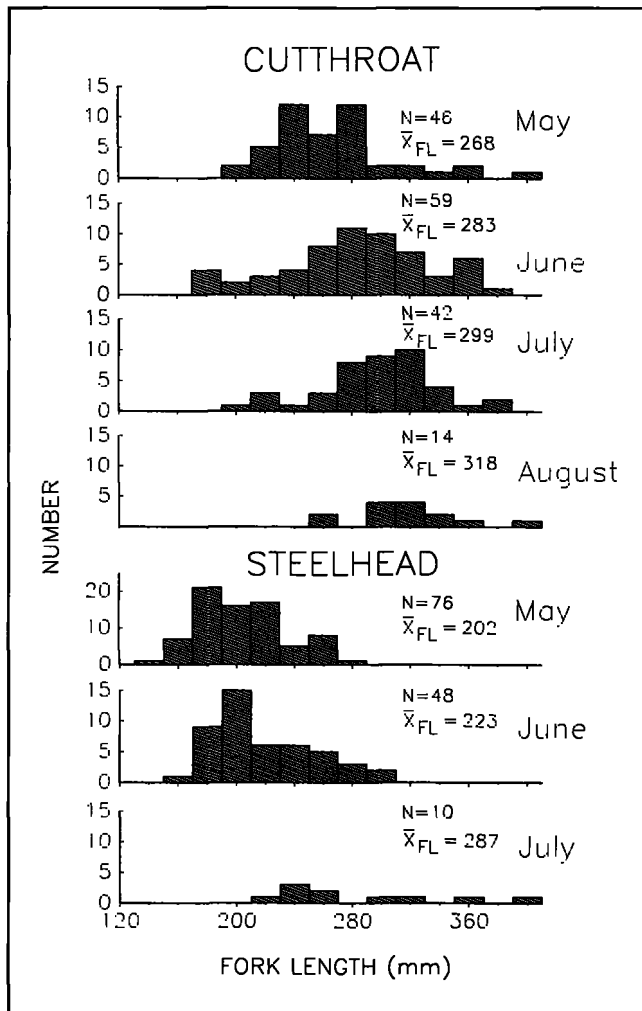 CUTTHROAT
15
10
5
0
N=46
X̅FL = 268
May
15
10
5
0
N=59
X̅FL = 283
June
15
10
5
0
N=42
X̅FL = 299
July
15
10
5
N=14
X̅FL = 318
August
NUMBER
STEELHEAD
20
15
10
5
0
N=76
X̅FL = 202
May
15
10
5
0
N=48
X̅FL = 223
June
15
10
5
0
N=10
X̅FL = 287
July
120 200 280 360
FORK LENGTH (mm)